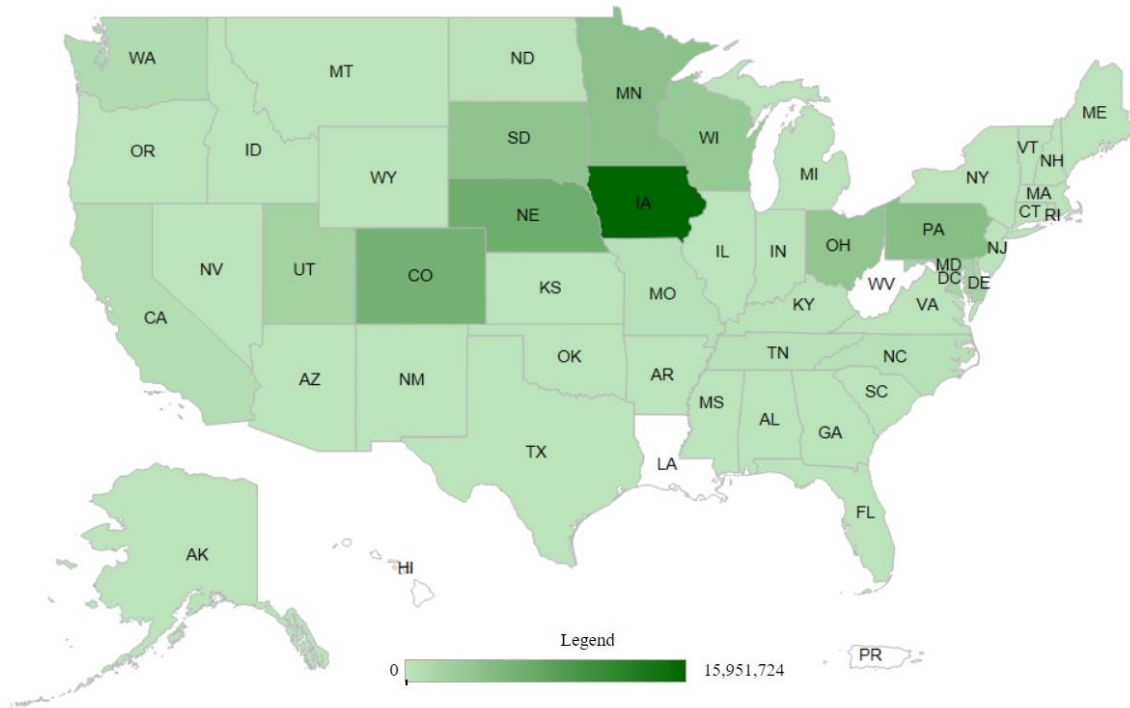 WA
MT
ND
MN
ME
OR
ID
SD
WI
VT
NH
WY
MI
NY
MA
CT
RI
IA
NE
PA
NJ
OH
NV
UT
CO
IL
IN
MD
DC
DE
WV
KS
MO
KY
VA
CA
TN
NC
OK
AZ
NM
AR
SC
MS
AL
GA
TX
LA
FL
AK
HI
Legend
PR
0
15,951,724